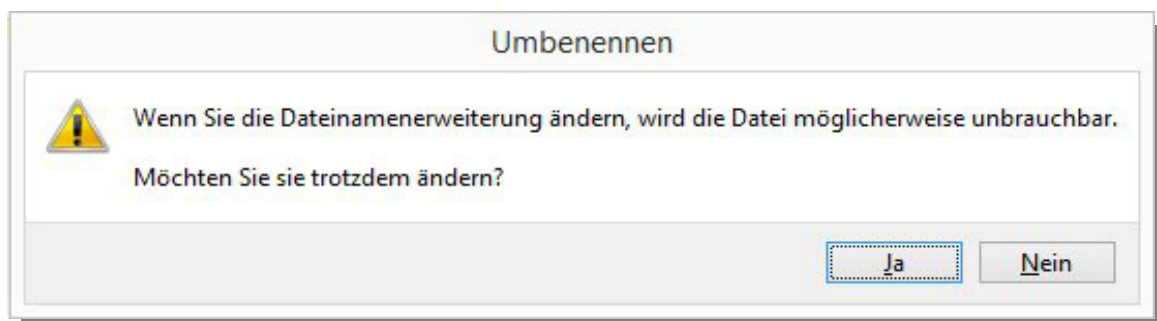 Umbenennen
Wenn Sie die Dateinamenerweiterung ändern, wird die Datei möglicherweise unbrauchbar.
Möchten Sie sie trotzdem ändern?
Ja
Nein